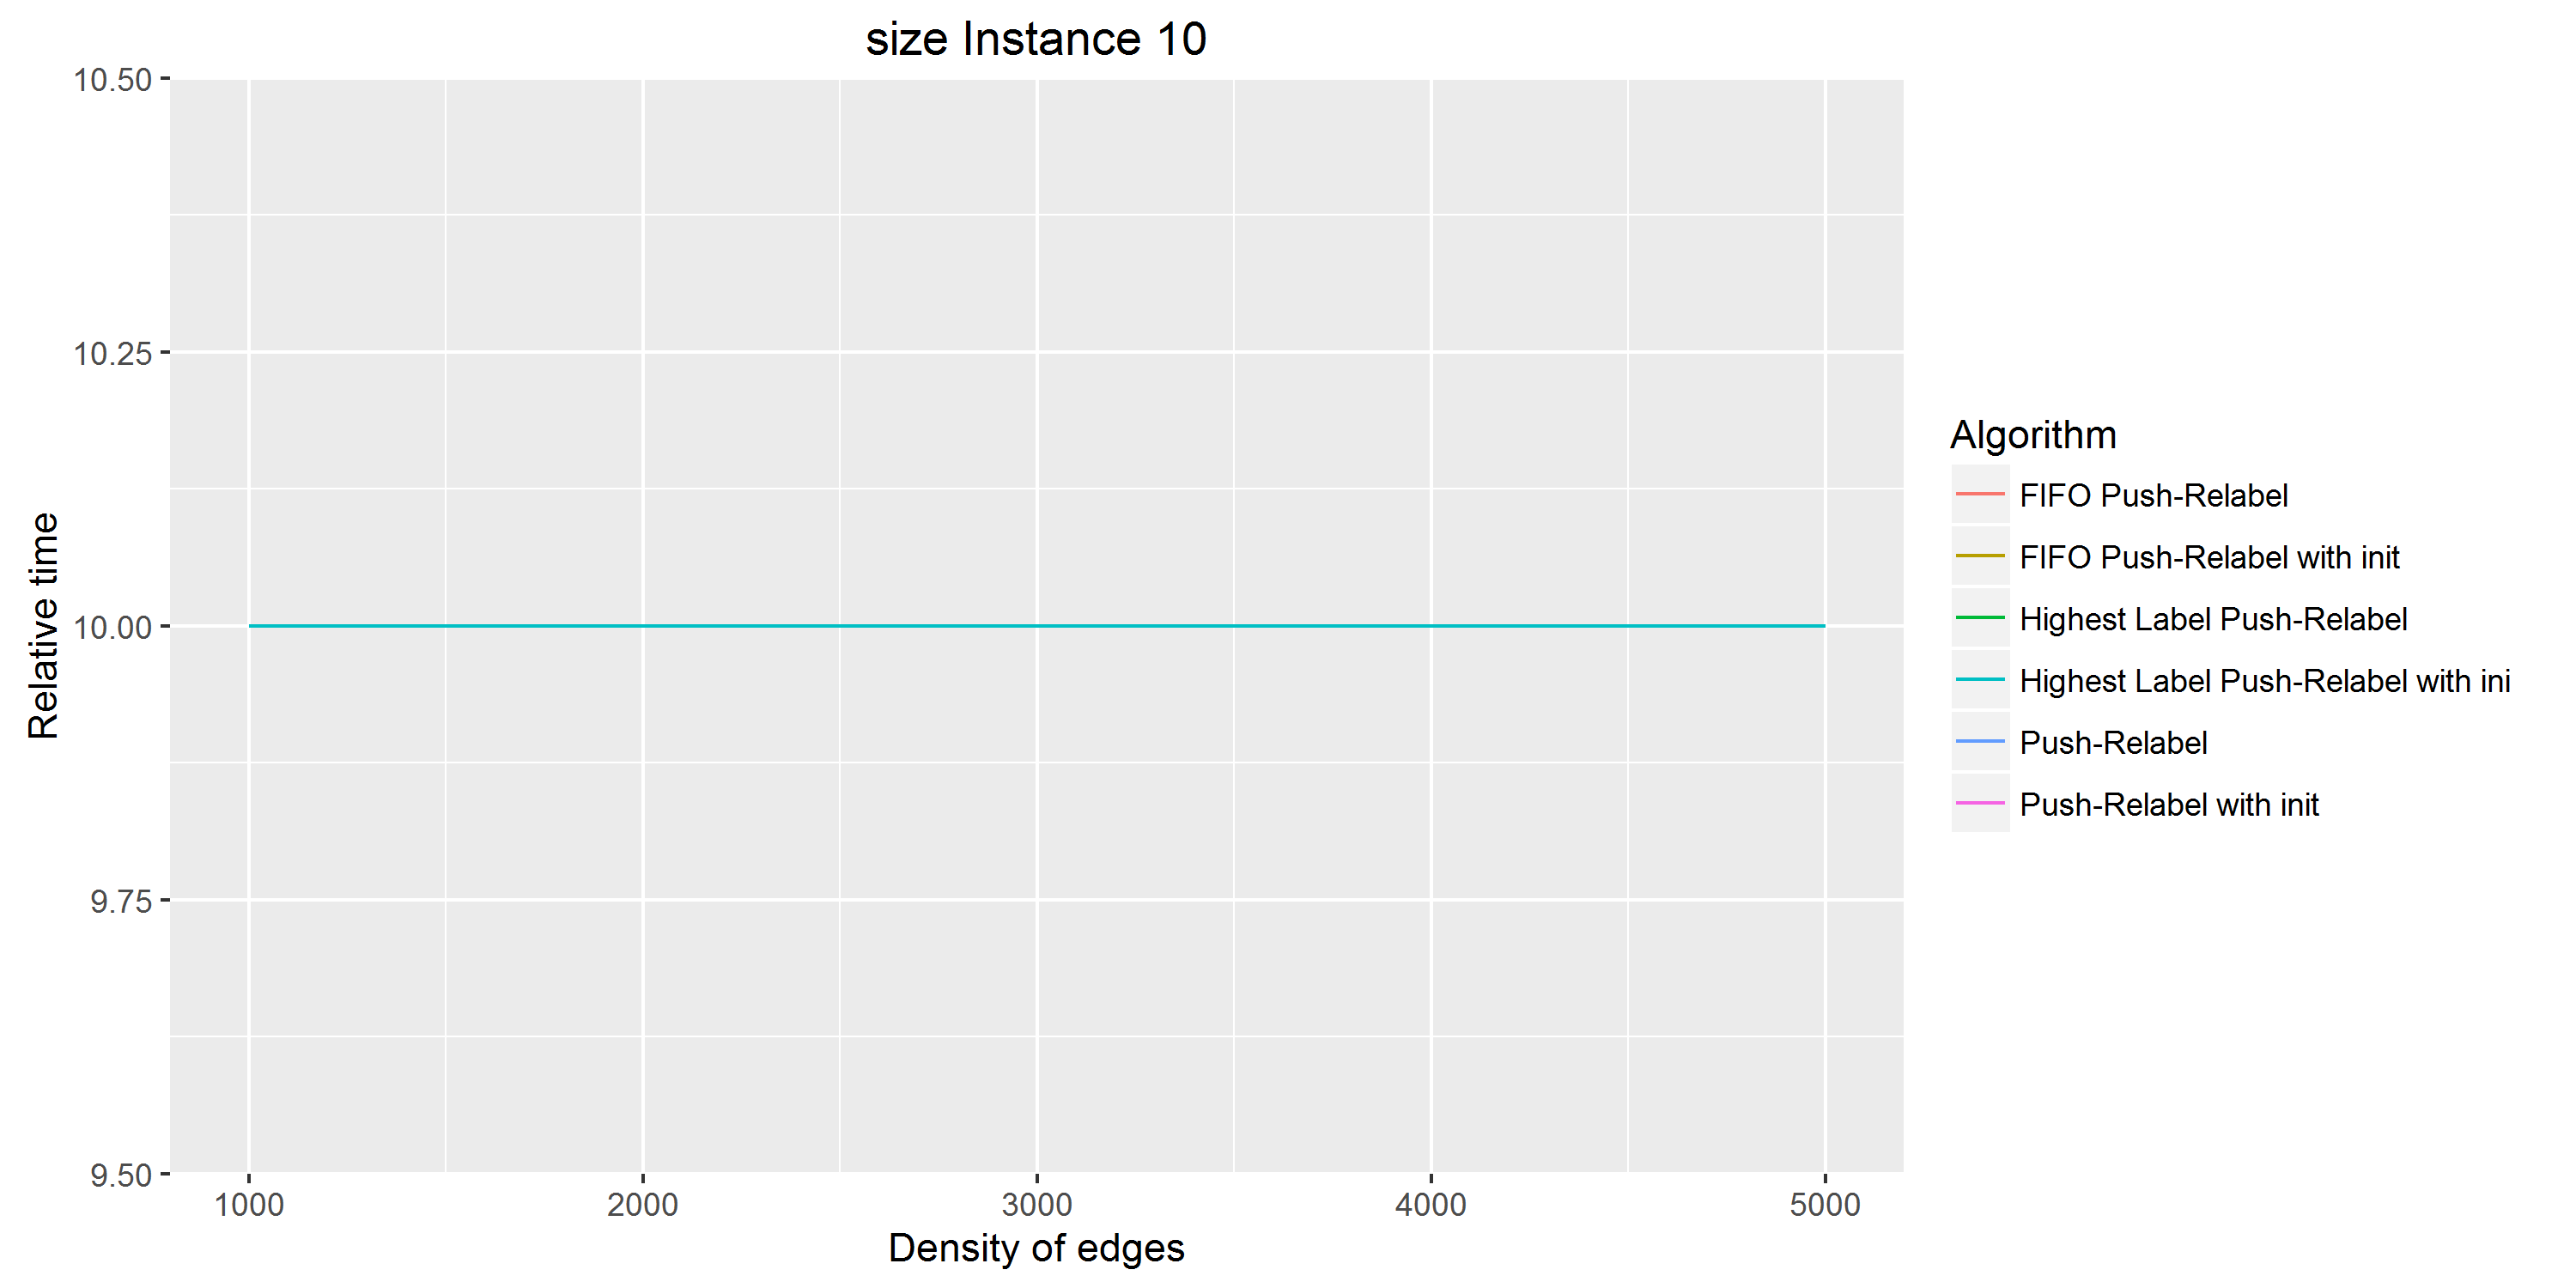 size Instance 10
10.50
10.25
10.00
9.75
9.50
Relative time
1000 2000 3000 4000 5000
Density of edges
Algorithm
FIFO Push-Relabel
FIFO Push-Relabel with init
Highest Label Push-Relabel
Highest Label Push-Relabel with ini
Push-Relabel
Push-Relabel with init